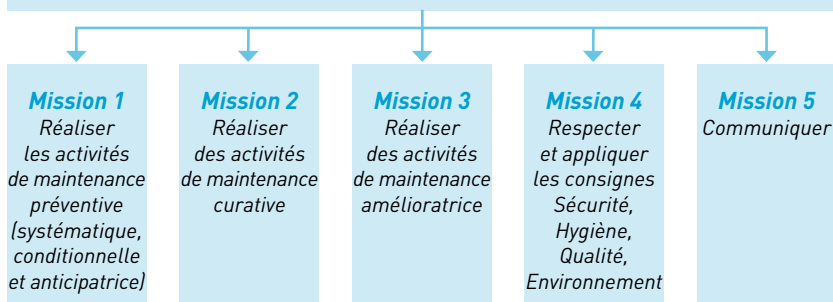 Mission 1
Réaliser
les activités
de maintenance
préventive
(systématique,
conditionnelle
et anticipatrice)
Mission 2
Réaliser
des activités
de maintenance
curative
Mission 3
Réaliser
des activités
de maintenance
amélioratrice
Mission 4
Respecter
et appliquer
les consignes
Sécurité,
Hygiène,
Qualité,
Environnement
Mission 5
Communiquer